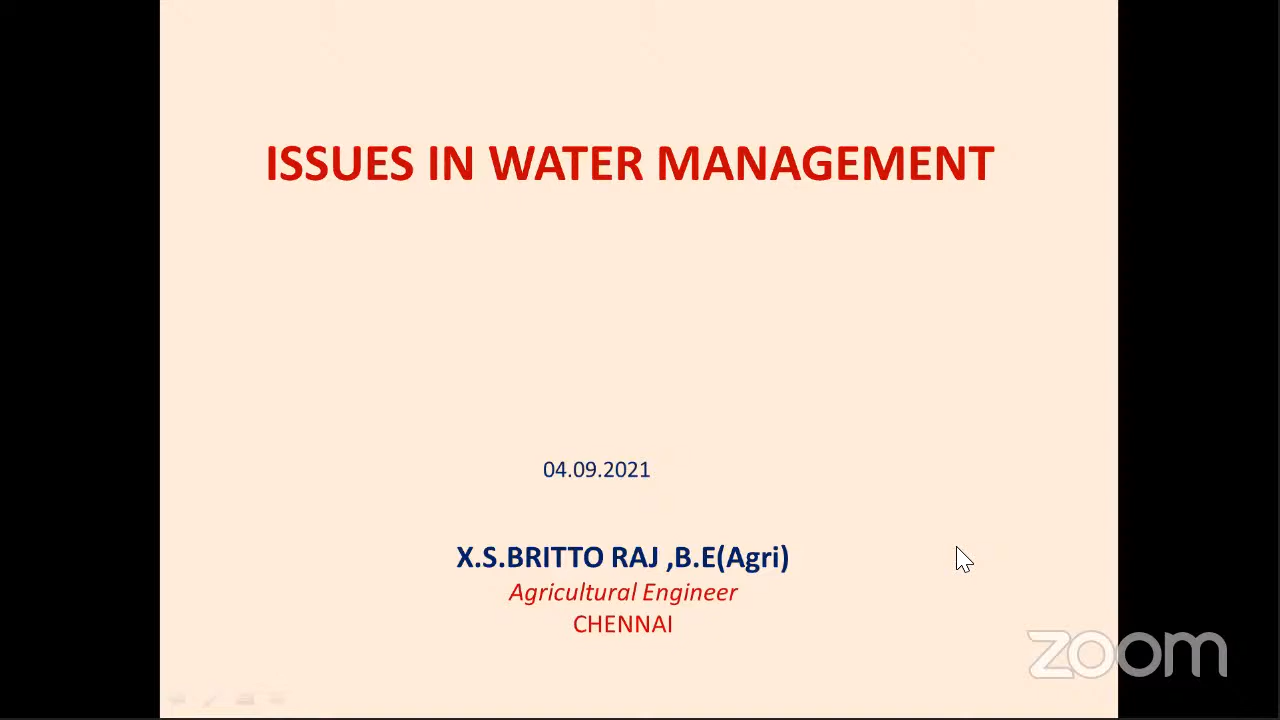 ISSUES IN WATER MANAGEMENT
04.09.2021
X.S.BRITTO RAJ ,B.E(Agri)
Agricultural Engineer
CHENNAI
zoom